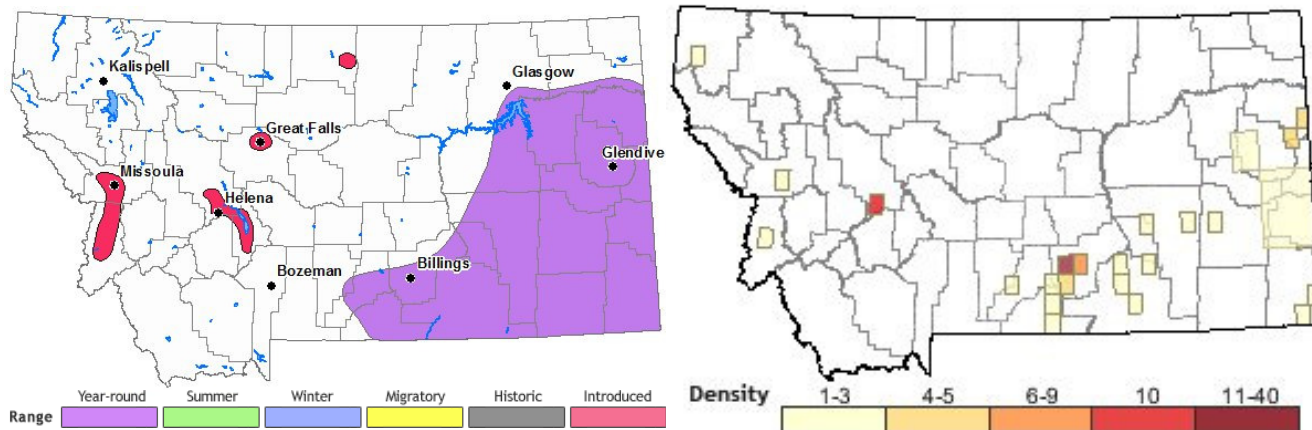 Kalispell
Glasgow
Great Falls
Glendive
Missoula
Helena
Bozeman
Billings
Year-round Summer Winter Migratory Historic Introduced
Range
Density 1-3 4-5 6-9 10 11-40